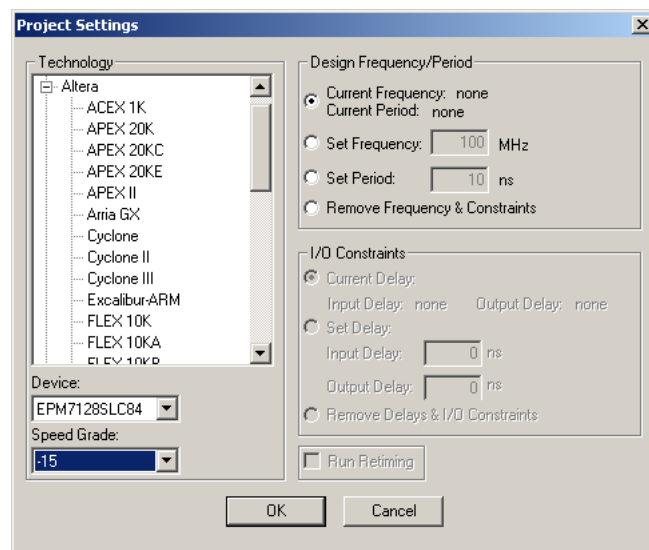 Project Settings
Technology
Altera
ACEX 1K
APEX 20K
APEX 20KC
APEX 20KE
APEX II
Arria GX
Cyclone
Cyclone II
Cyclone III
Excalibur-ARM
FLEX 10K
FLEX 10KA
FLEX 10KB
Device:
EPM7128SLC84
Speed Grade:
-15
Design Frequency/Period
Current Frequency: none
Current Period: none
Set Frequency: 100 MHz
Set Period: 10 ns
Remove Frequency & Constraints
I/O Constraints
Current Delay:
Input Delay: none Output Delay: none
Set Delay:
Input Delay: 0 ns
Output Delay: 0 ns
Remove Delays & I/O Constraints
Run Retiming
OK Cancel